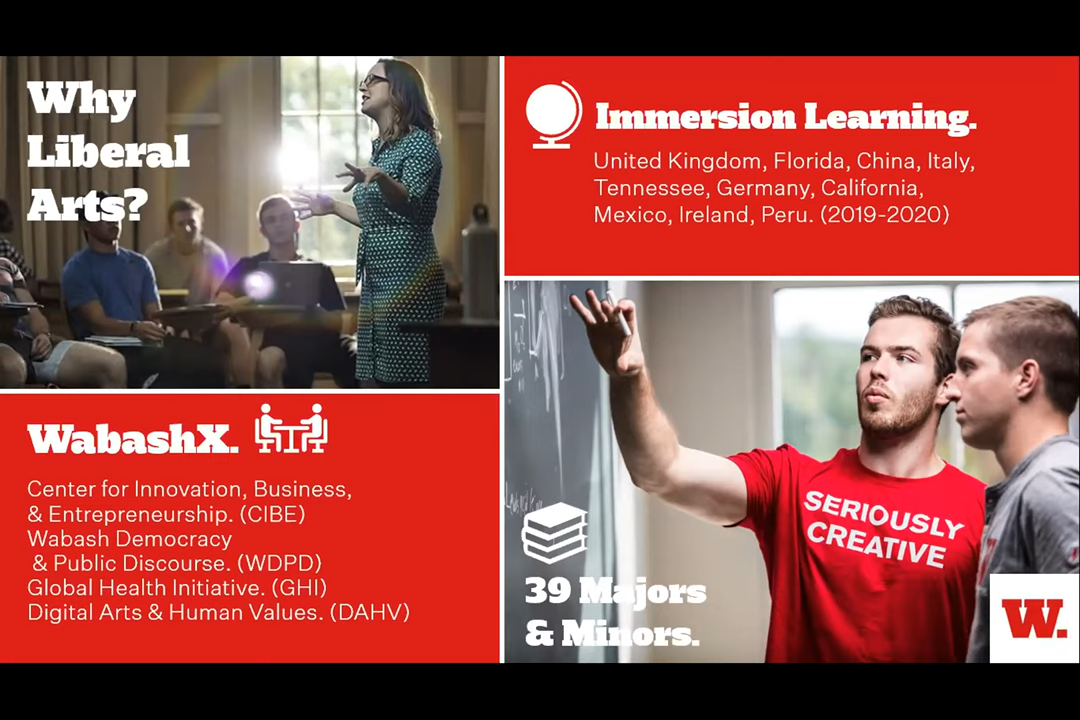 Why
Liberal
Arts?
Immersion Learning.
United Kingdom, Florida, China, Italy,
Tennessee, Germany, California,
Mexico, Ireland, Peru. (2019-2020)
WabashX.
Center for Innovation, Business,
& Entrepreneurship. (CIBE)
Wabash Democracy
& Public Discourse. (WDPD)
Global Health Initiative. (GHI)
Digital Arts & Human Values. (DAHV)
SERIOUSLY
CREATIVE
39 Majors
& Minors.
W.